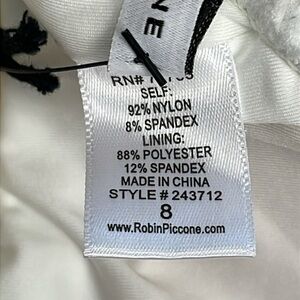 NE
RN#
SELF:
92% NYLON
8% SPANDEX
LINING:
88% POLYESTER
12% SPANDEX
MADE IN CHINA
STYLE # 243712
8
www.RobinPiccone.com